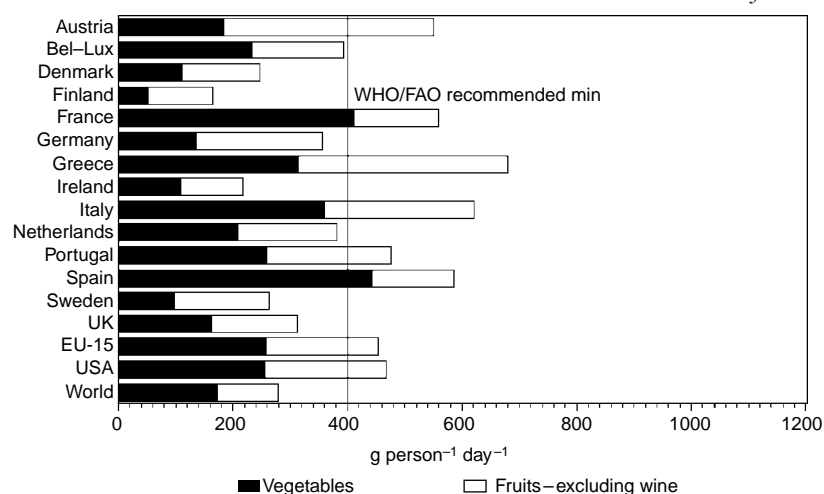 Austria
Bel–Lux
Denmark
Finland
WHO/FAO recommended min
France
Germany
Greece
Ireland
Italy
Netherlands
Portugal
Spain
Sweden
UK
EU-15
USA
World
0 200 400 600 800 1000 1200
g person⁻¹ day⁻¹
Vegetables Fruits–excluding wine